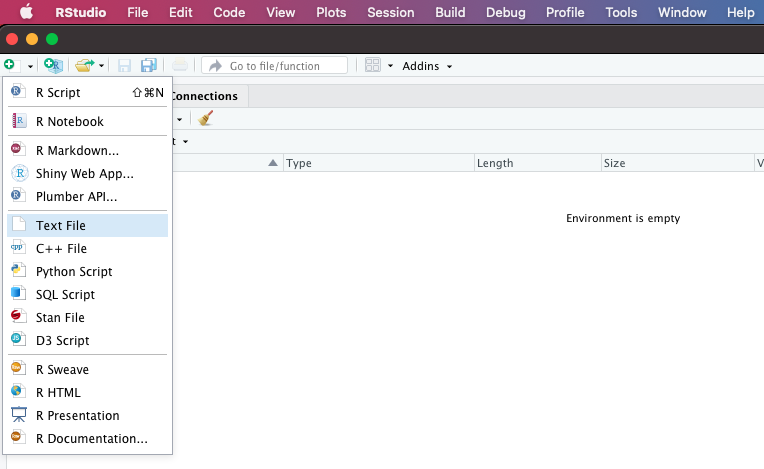 RStudio File Edit Code View Plots Session Build Debug Profile Tools Window Help
Go to file/function Addins
R Script ⇧⌘N
Connections
R Notebook
R Markdown...
Shiny Web App...
Type Length Size V
Plumber API...
Text File
Environment is empty
C++ File
Python Script
SQL Script
Stan File
D3 Script
R Sweave
R HTML
R Presentation
R Documentation...